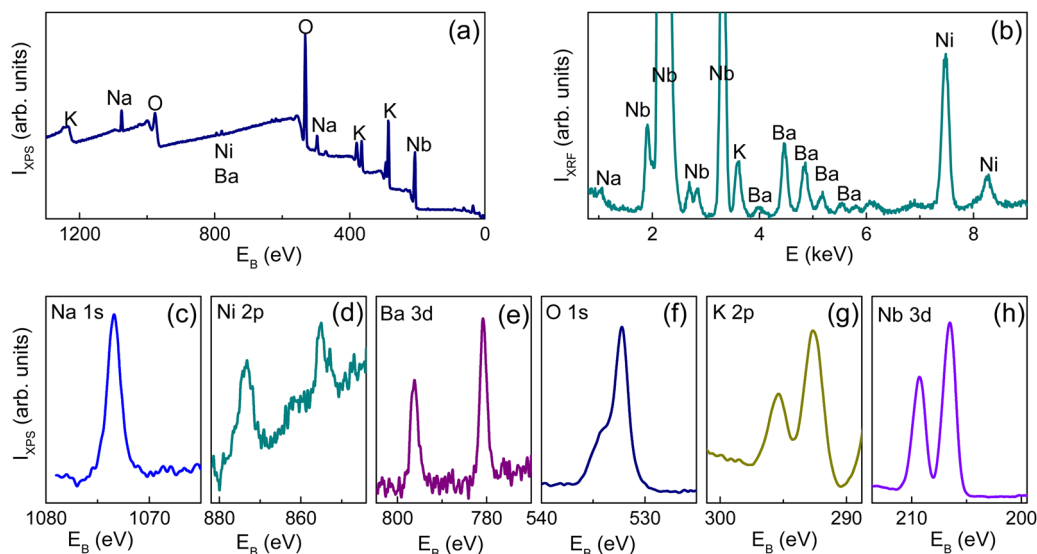 (a)
I_XPS (arb. units)
K
Na
O
Ni
Ba
O
Na
K
K
Nb
1200
800
400
0
E_B (eV)
(b)
I_XRF (arb. units)
Na
Nb
Nb
Nb
Nb
K
Ba
Ba
Ba
Ba
Ba
Ni
Ni
2
4
6
8
E (keV)
Na 1s
(c)
I_XPS (arb. units)
1080
1070
E_B (eV)
Ni 2p
(d)
880
860
E_B (eV)
Ba 3d
(e)
800
780
E_B (eV)
O 1s
(f)
540
530
E_B (eV)
K 2p
(g)
300
290
E_B (eV)
Nb 3d
(h)
210
200
E_B (eV)